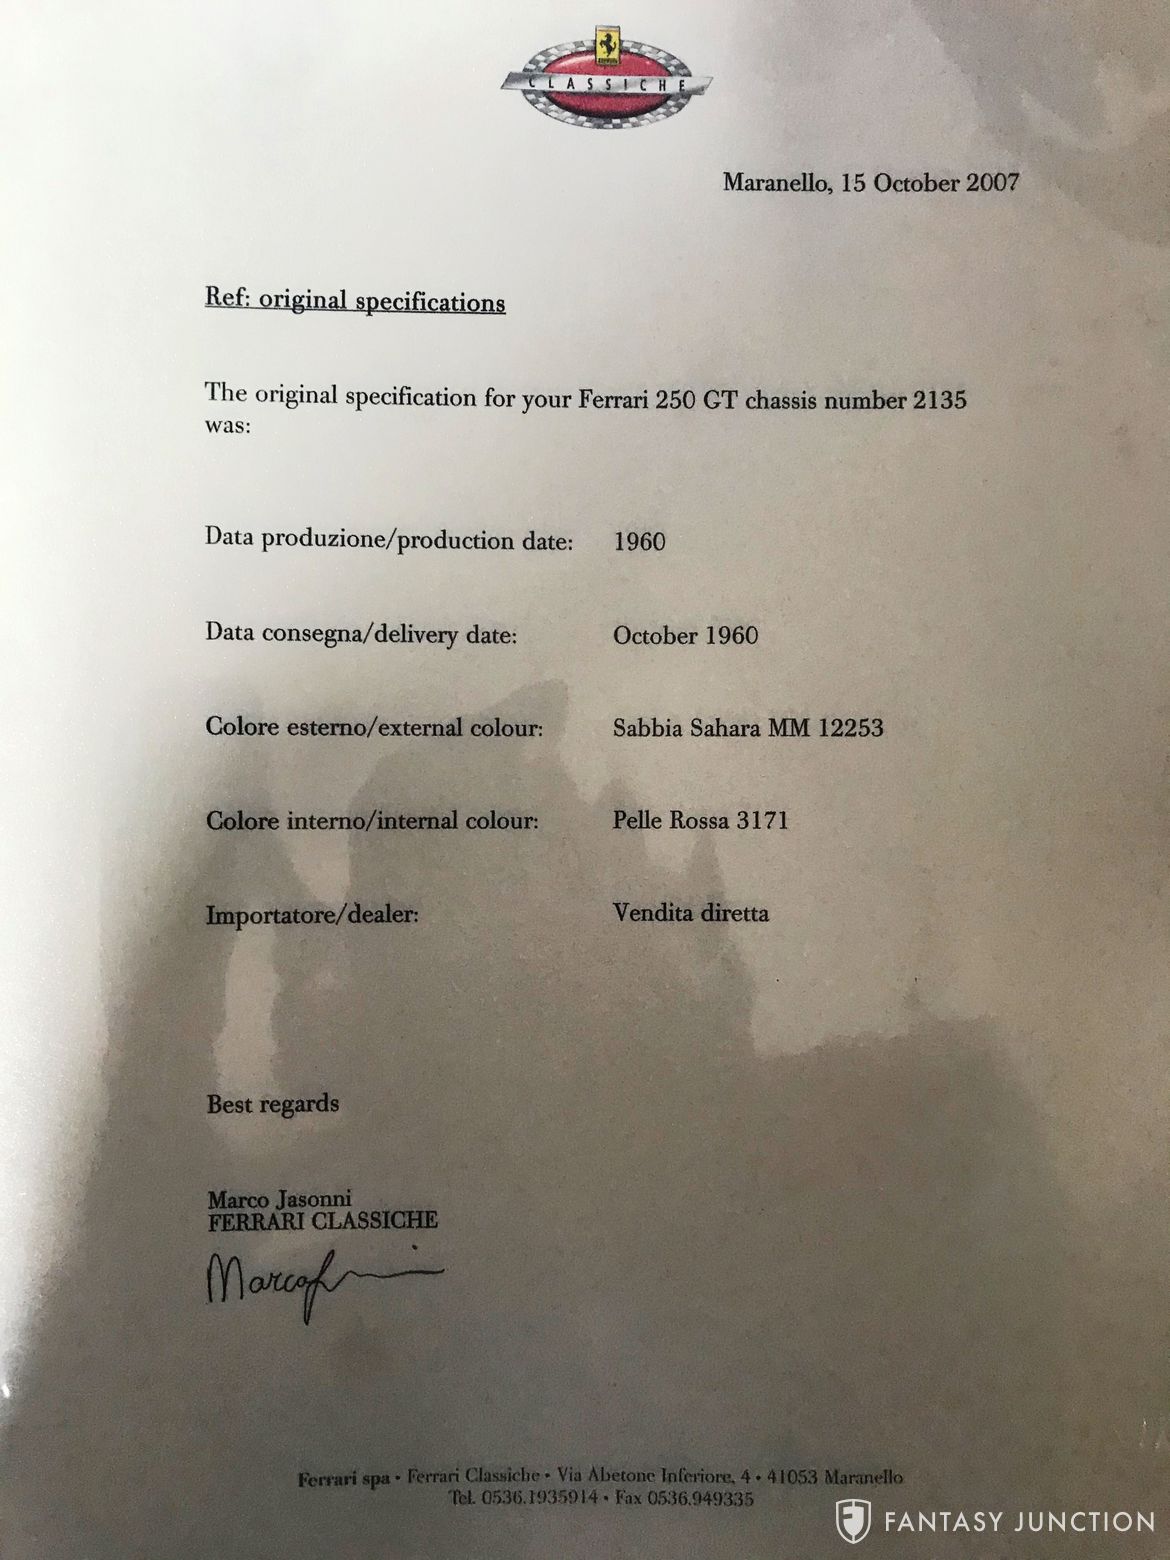 CLASSICHE
Maranello, 15 October 2007
Ref: original specifications
The original specification for your Ferrari 250 GT chassis number 2135
was:
Data produzione/production date: 1960
Data consegna/delivery date: October 1960
Colore esterno/external colour: Sabbia Sahara MM 12253
Colore interno/internal colour: Pelle Rossa 3171
Importatore/dealer: Vendita diretta
Best regards
Marco Jasonni
FERRARI CLASSICHE
Ferrari spa • Ferrari Classiche • Via Abetone Inferiore, 4 • 41053 Maranello
Tel. 0536.1935914 • Fax 0536.949335
FANTASY JUNCTION